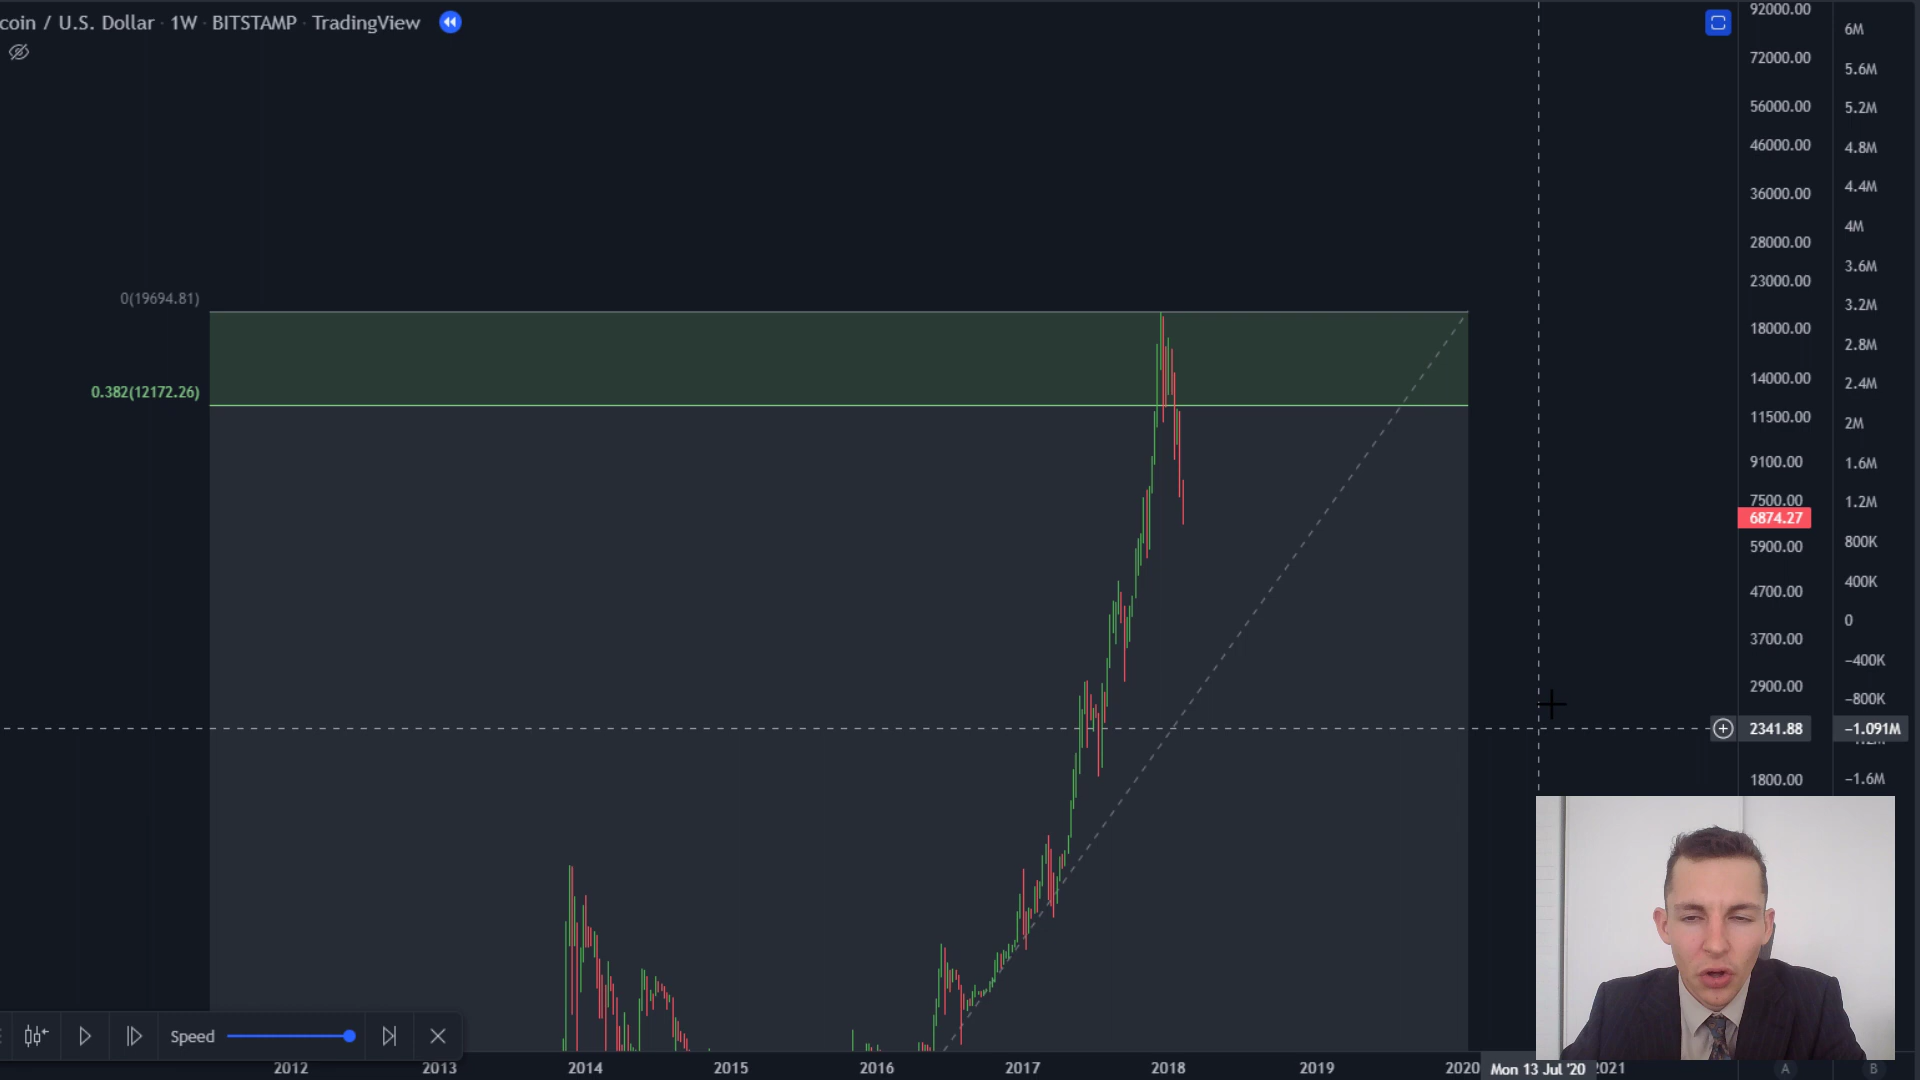 coin / U.S. Dollar · 1W · BITSTAMP · TradingView
92000.00
72000.00
56000.00
46000.00
36000.00
28000.00
23000.00
18000.00
14000.00
11500.00
9100.00
7500.00
6874.27
5900.00
4700.00
3700.00
2900.00
2341.88
1800.00
6M
5.6M
5.2M
4.8M
4.4M
4M
3.6M
3.2M
2.8M
2.4M
2M
1.6M
1.2M
800K
400K
0
−400K
−800K
−1.091M
−1.6M
0(19694.81)
0.382(12172.26)
Speed
2012 2013 2014 2015 2016 2017 2018 2019 2020 Mon 13 Jul '20 2021
A B